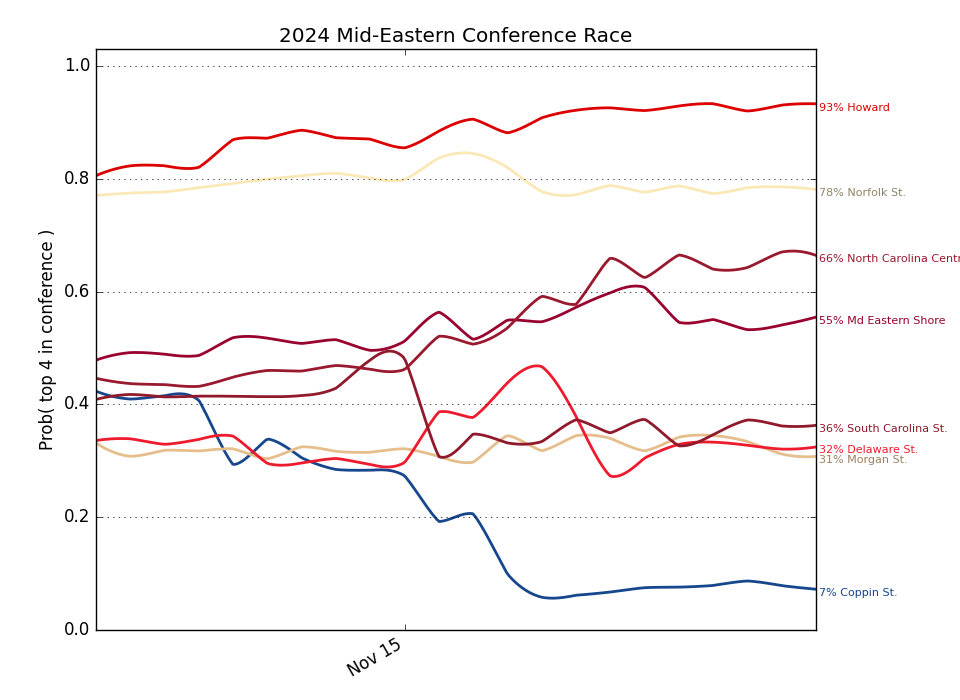 2024 Mid-Eastern Conference Race
Prob( top 4 in conference )
1.0
0.8
0.6
0.4
0.2
0.0
Nov 15
93% Howard
78% Norfolk St.
66% North Carolina Centr
55% Md Eastern Shore
36% South Carolina St.
32% Delaware St.
31% Morgan St.
7% Coppin St.